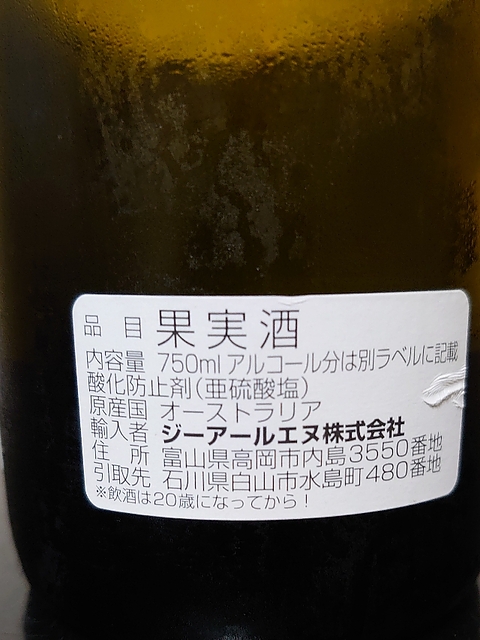 品 目 果実酒
内容量 750ml アルコール分は別ラベルに記載
酸化防止剤(亜硫酸塩)
原産国 オーストラリア
輸入者 ジーアールエヌ株式会社
住 所 富山県高岡市内島3550番地
引取先 石川県白山市水島町480番地
※飲酒は20歳になってから!